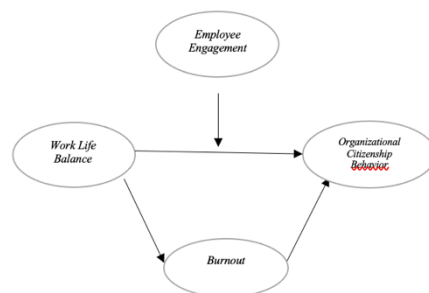 Employee
Engagement
Work Life
Balance
Organizational
Citizenship
Behavior
Burnout